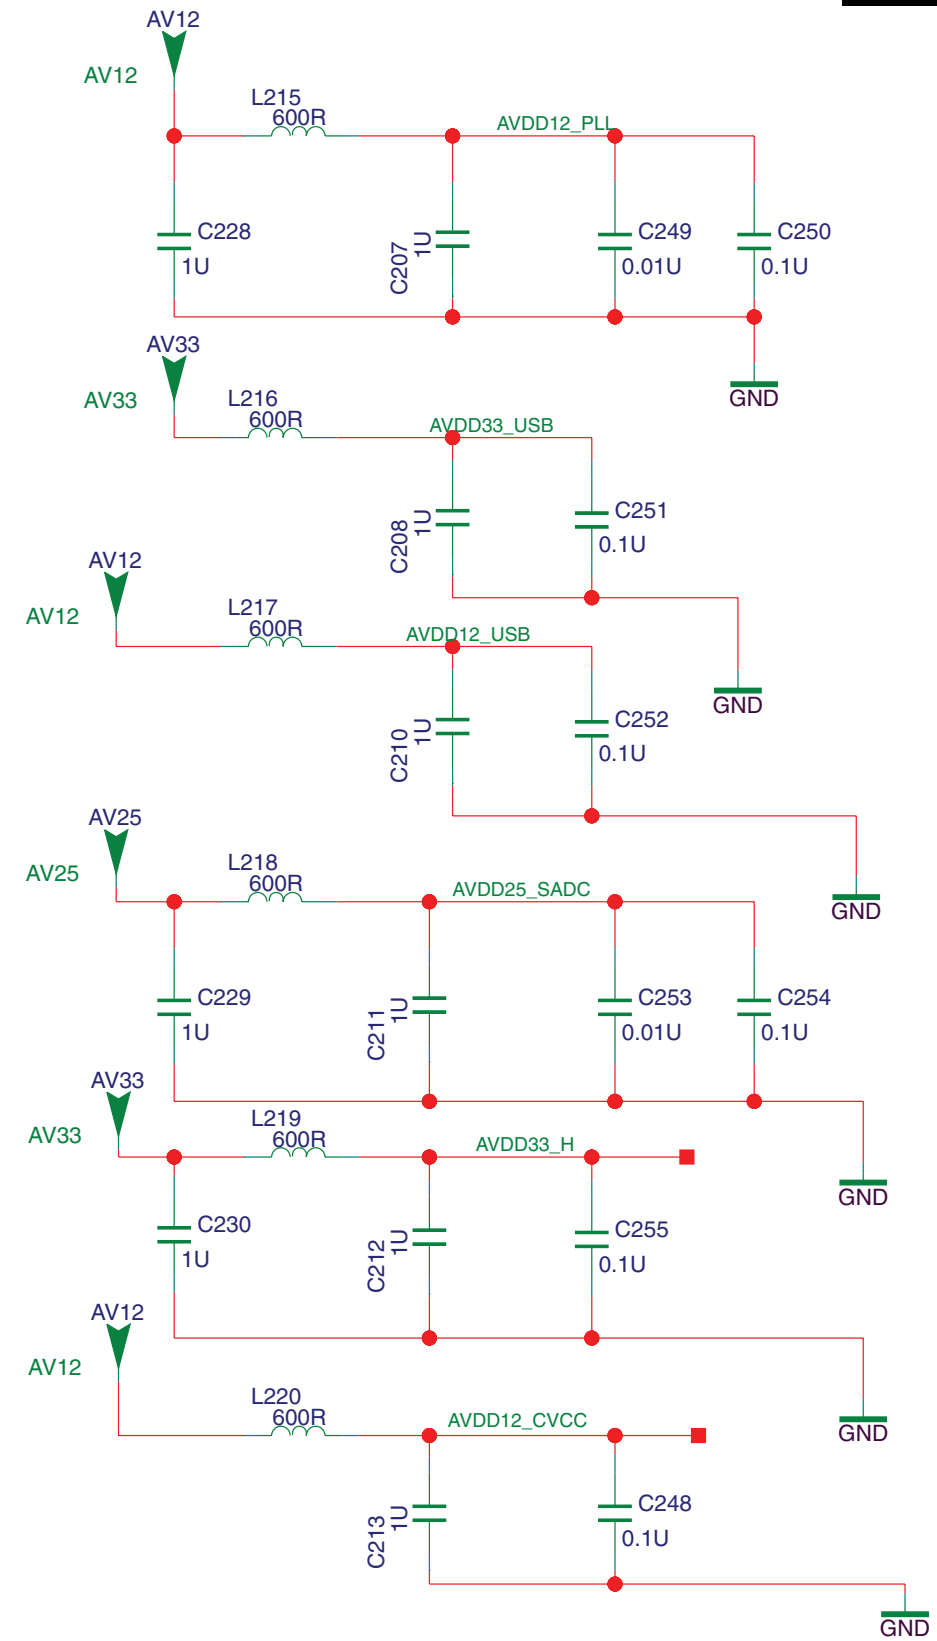 AV12
AV12
L215
600R
AVDD12_PLL
C228
1U
C207
1U
C249
0.01U
C250
0.1U
GND
AV33
AV33
L216
600R
AVDD33_USB
C208
1U
C251
0.1U
GND
AV12
AV12
L217
600R
AVDD12_USB
C210
1U
C252
0.1U
GND
AV25
AV25
L218
600R
AVDD25_SADC
C229
1U
C211
1U
C253
0.01U
C254
0.1U
GND
AV33
AV33
L219
600R
AVDD33_H
C230
1U
C212
1U
C255
0.1U
GND
AV12
AV12
L220
600R
AVDD12_CVCC
C213
1U
C248
0.1U
GND